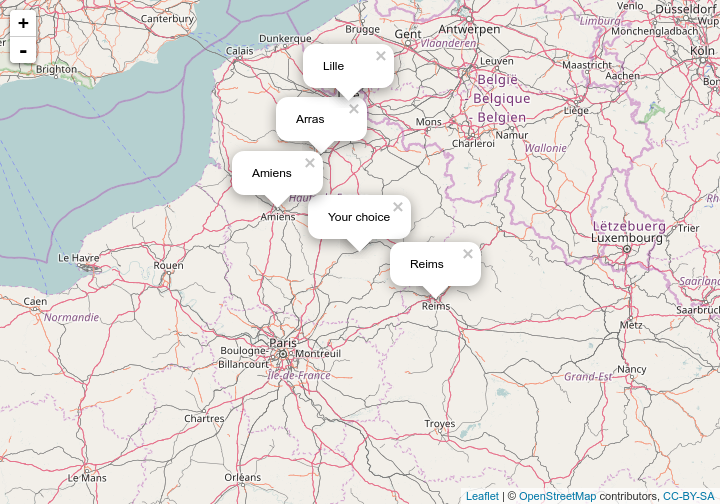 Canterbury
Venlo
Düsseldorf
+
-
Limburg
Dunkerque
Brugge
Gent
Antwerpen
Mönchengladbach
Vlaanderen
Calais
Köln
Brighton
Lille
×
Leuven
Maastricht
Aachen
België
Belgique
- Belgien
Liège
Arras
×
Mons
Namur
Charleroi
Wallonie
Amiens
×
Amiens
Your choice
×
Lëtzebuerg
Luxembourg
Trier
Le Havre
Rouen
Reims
×
Reims
Caen
Normandie
Saarbrück
Metz
Paris
Boulogne-
Billancourt
Montreuil
Île-de-France
Nancy
Grand-Est
Chartres
Troyes
Le Mans
Orléans
Leaflet | © OpenStreetMap contributors, CC-BY-SA